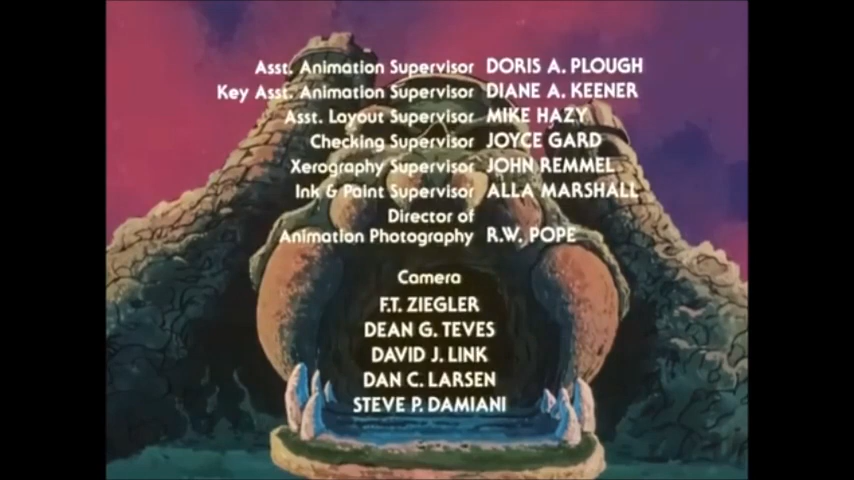 Asst. Animation Supervisor DORIS A. PLOUGH
Key Asst. Animation Supervisor DIANE A. KEENER
Asst. Layout Supervisor MIKE HAZY
Checking Supervisor JOYCE GARD
Xerography Supervisor JOHN REMMEL
Ink & Paint Supervisor ALLA MARSHALL
Director of
Animation Photography R.W. POPE
Camera
F.T. ZIEGLER
DEAN G. TEVES
DAVID J. LINK
DAN C. LARSEN
STEVE P. DAMIANI